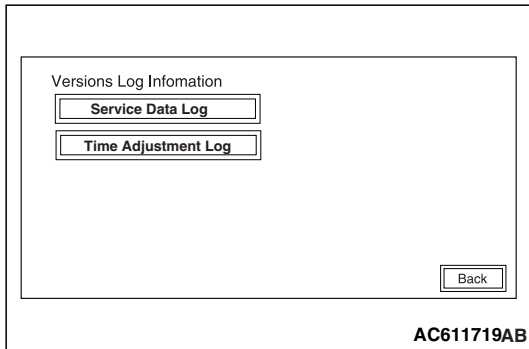 Versions Log Infomation
Service Data Log
Time Adjustment Log
Back
AC611719AB